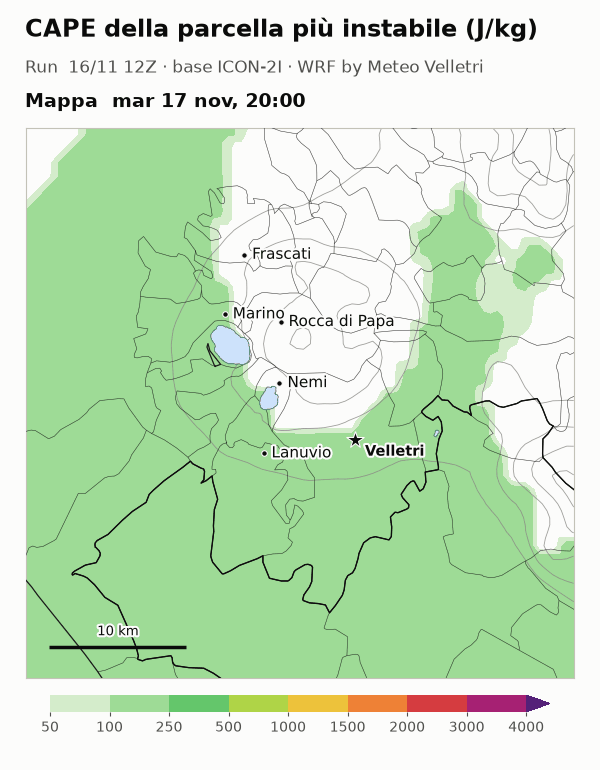 CAPE della parcella più instabile (J/kg)
Run  16/11 12Z · base ICON-2I · WRF by Meteo Velletri
Mappa  mar 17 nov, 20:00
Frascati
Marino
Rocca di Papa
Nemi
Velletri
Lanuvio
10 km
50 100 250 500 1000 1500 2000 3000 4000